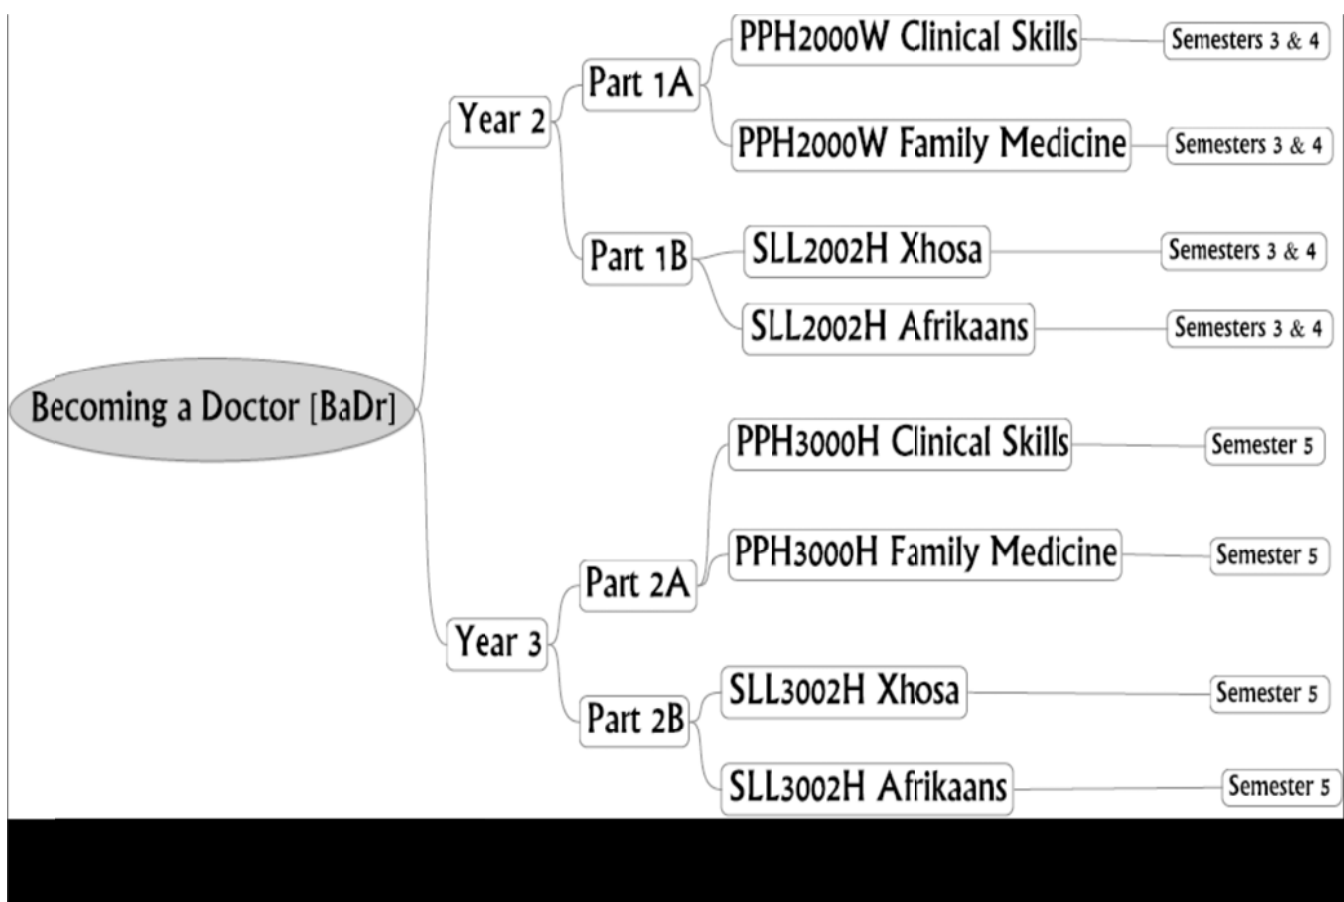 PPH2000W Clinical Skills
Semesters 3 & 4
Part 1A
Year 2
PPH2000W Family Medicine
Semesters 3 & 4
Part 1B
SLL2002H Xhosa
Semesters 3 & 4
SLL2002H Afrikaans
Semesters 3 & 4
Becoming a Doctor [BaDr]
PPH3000H Clinical Skills
Semester 5
PPH3000H Family Medicine
Semester 5
Part 2A
Year 3
SLL3002H Xhosa
Semester 5
Part 2B
SLL3002H Afrikaans
Semester 5